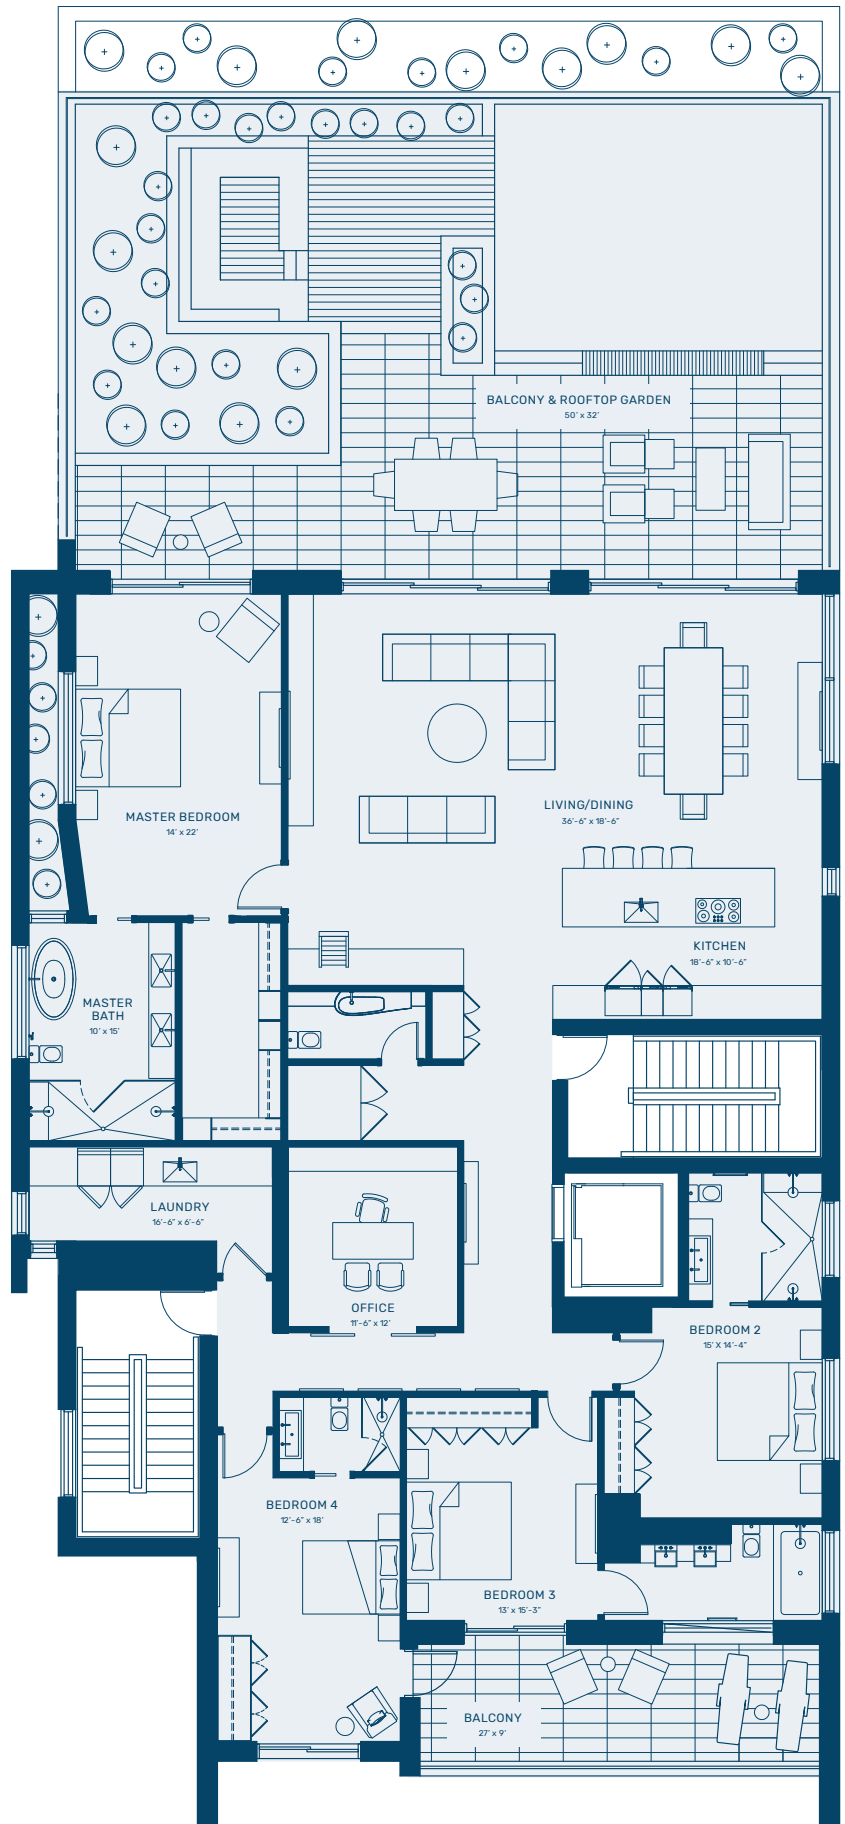 BALCONY & ROOFTOP GARDEN
50' x 32'
MASTER BEDROOM
14' x 22'
LIVING/DINING
36'-6" x 18'-6"
KITCHEN
18'-6" x 10'-6"
MASTER
BATH
10' x 15'
LAUNDRY
16'-6" x 6'-6"
OFFICE
11'-6" x 12'
BEDROOM 2
15' X 14'-4"
BEDROOM 4
12'-6" x 18'
BEDROOM 3
13' x 15'-3"
BALCONY
27' x 9'